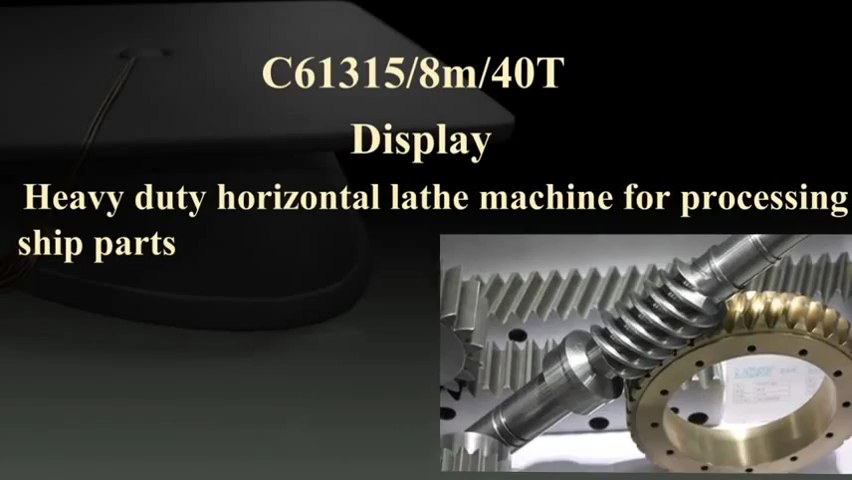 C61315/8m/40T
Display
Heavy duty horizontal lathe machine for processing
ship parts